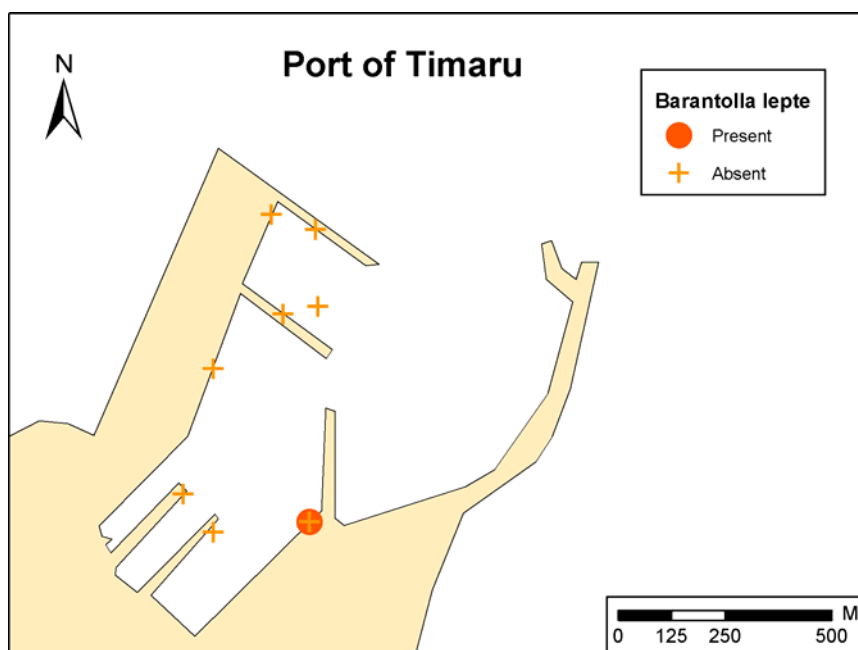 Port of Timaru
N
Barantolla lepte
Present
Absent
M
0 125 250 500